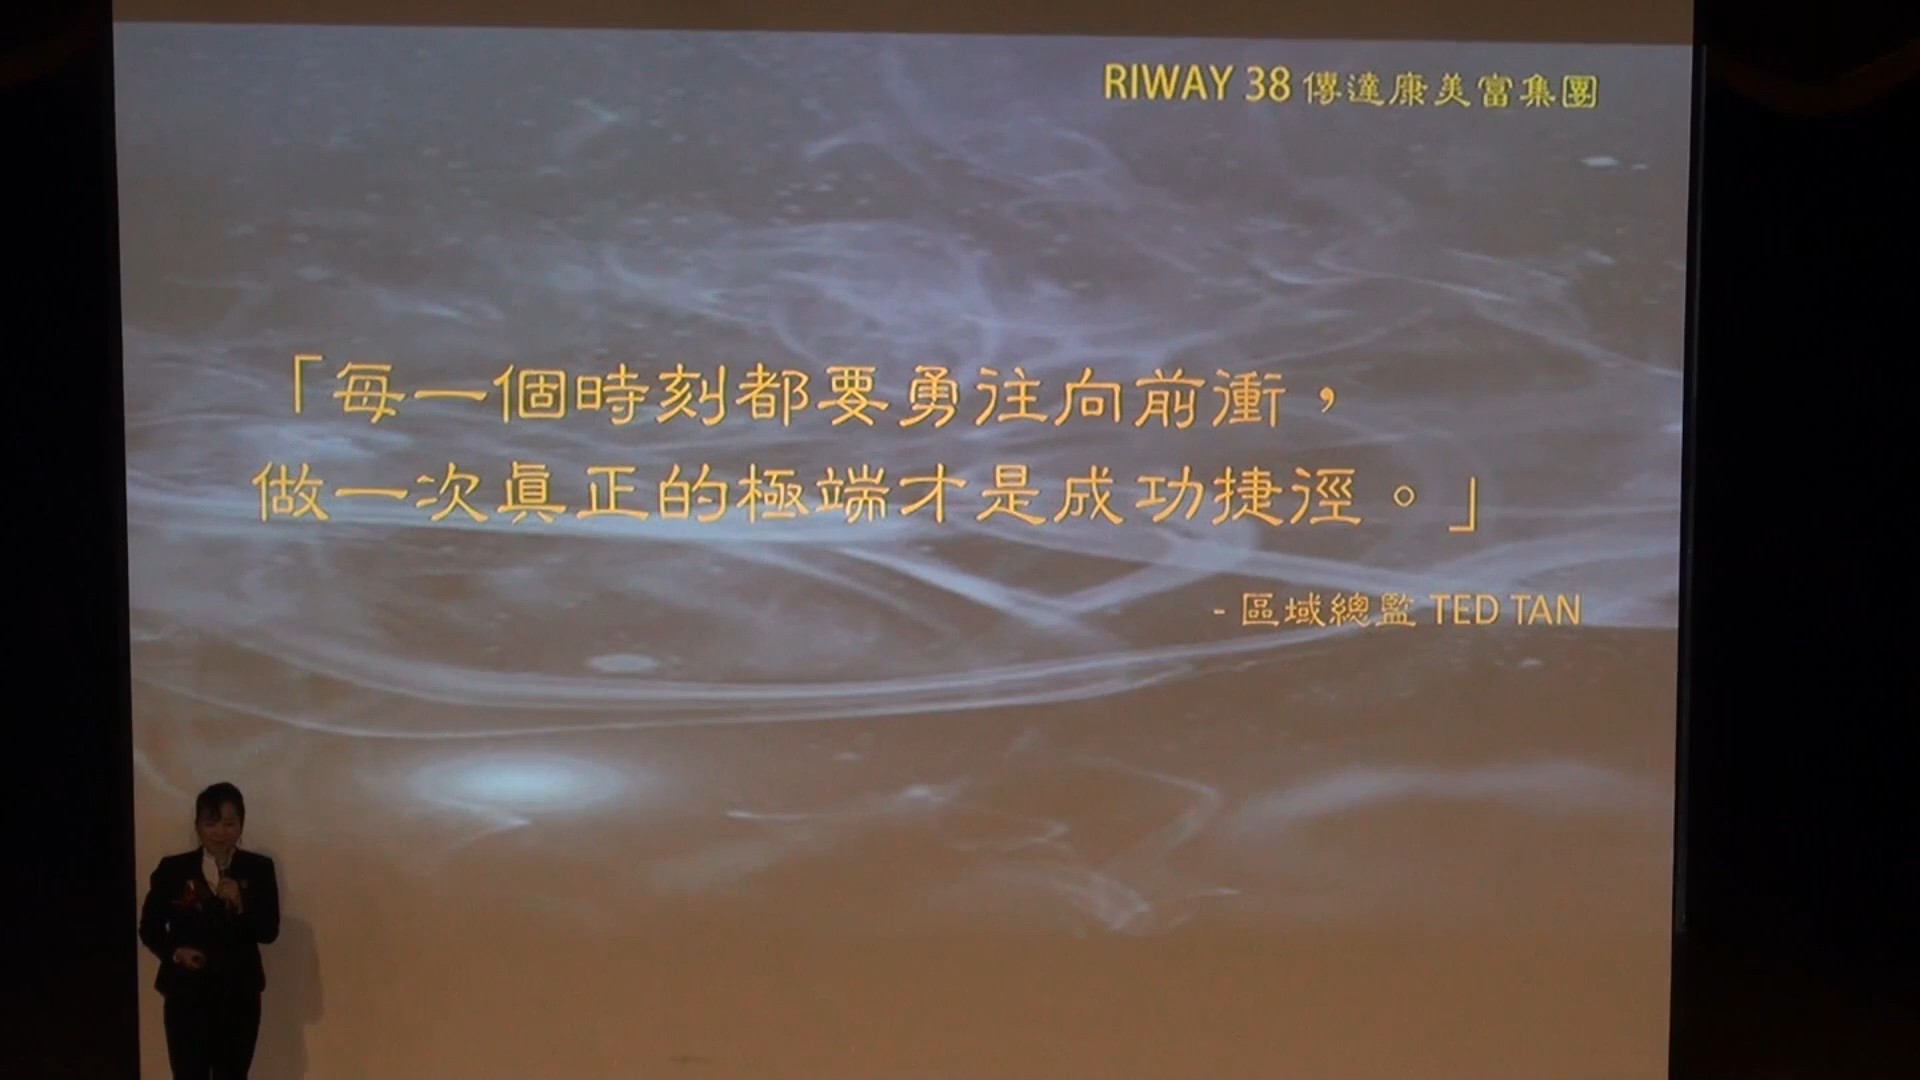 RIWAY 38 傳達康美富集團
「每一個時刻都要勇往向前衝，
做一次真正的極端才是成功捷徑。」
- 區域總監 TED TAN